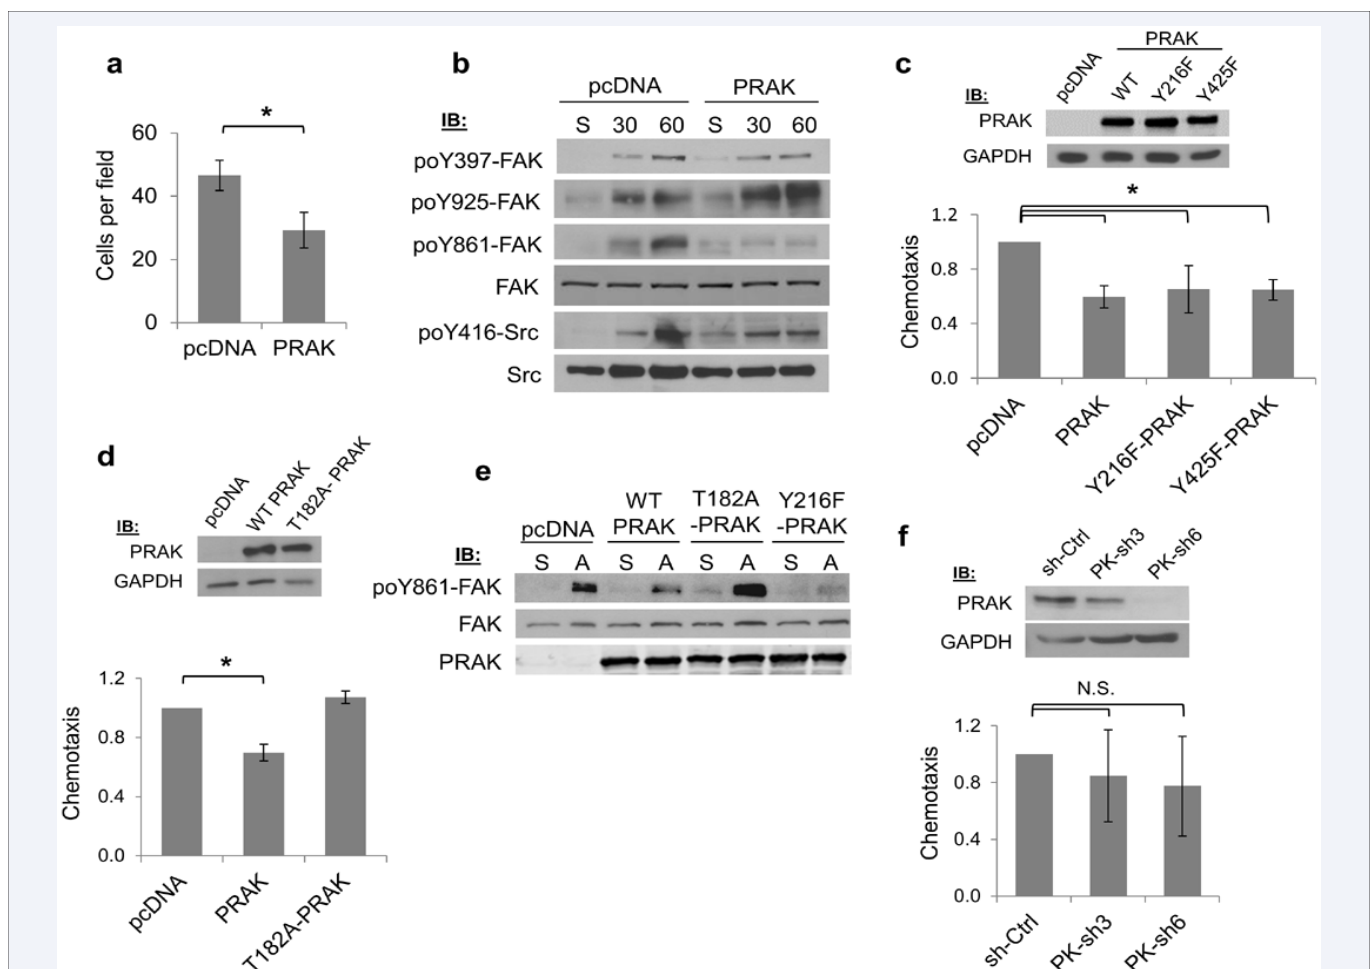 a
*
60
40
20
0
Cells per field
pcDNA PRAK
b
pcDNA PRAK
IB: S 30 60 S 30 60
poY397-FAK
poY925-FAK
poY861-FAK
FAK
poY416-Src
Src
c
PRAK
pcDNA WT Y216F Y425F
IB:
PRAK
GAPDH
*
1.2
0.8
0.4
0.0
Chemotaxis
pcDNA PRAK Y216F-PRAK Y425F-PRAK
d
pcDNA WT PRAK T182A- PRAK
IB:
PRAK
GAPDH
*
1.2
0.8
0.4
0.0
Chemotaxis
pcDNA PRAK T182A-PRAK
e
WT T182A Y216F
pcDNA PRAK -PRAK -PRAK
IB: S A S A S A S A
poY861-FAK
FAK
PRAK
f
sh-Ctrl PK-sh3 PK-sh6
IB:
PRAK
GAPDH
N.S.
1.2
0.8
0.4
0.0
Chemotaxis
sh-Ctrl PK-sh3 PK-sh6